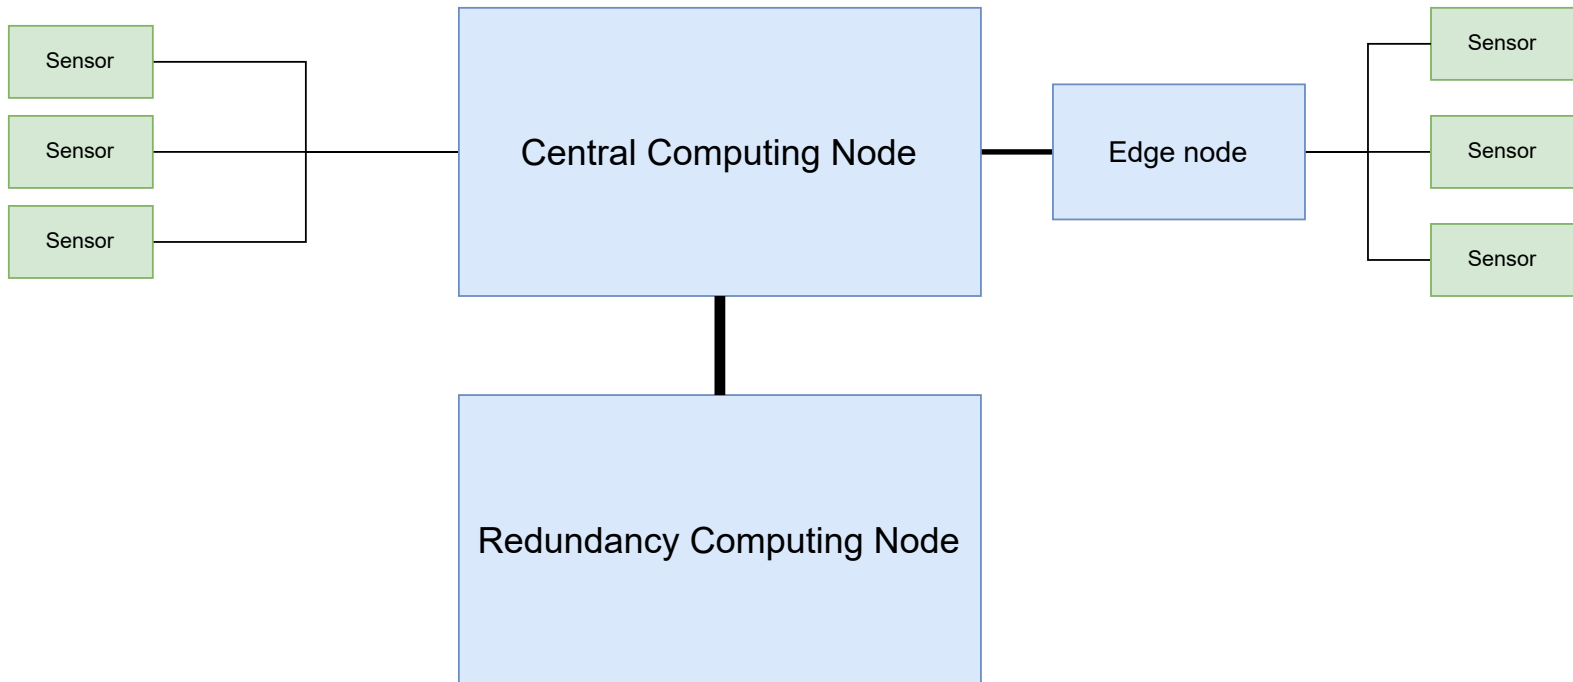 Sensor
Sensor
Sensor
Central Computing Node
Edge node
Sensor
Sensor
Sensor
Redundancy Computing Node